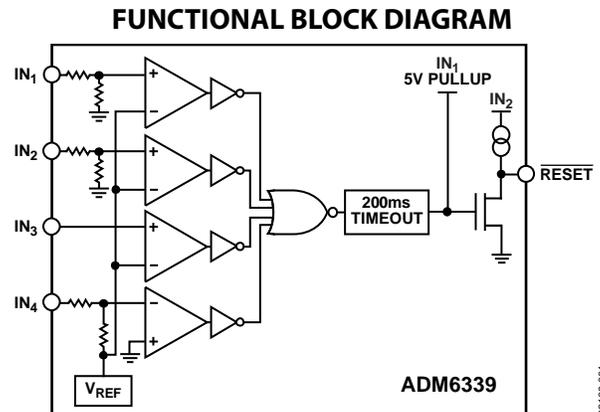 FUNCTIONAL BLOCK DIAGRAM
IN1
IN2
IN3
IN4
+
−
+
−
+
−
−
+
VREF
200ms
TIMEOUT
IN1
5V PULLUP
IN2
RESET
ADM6339